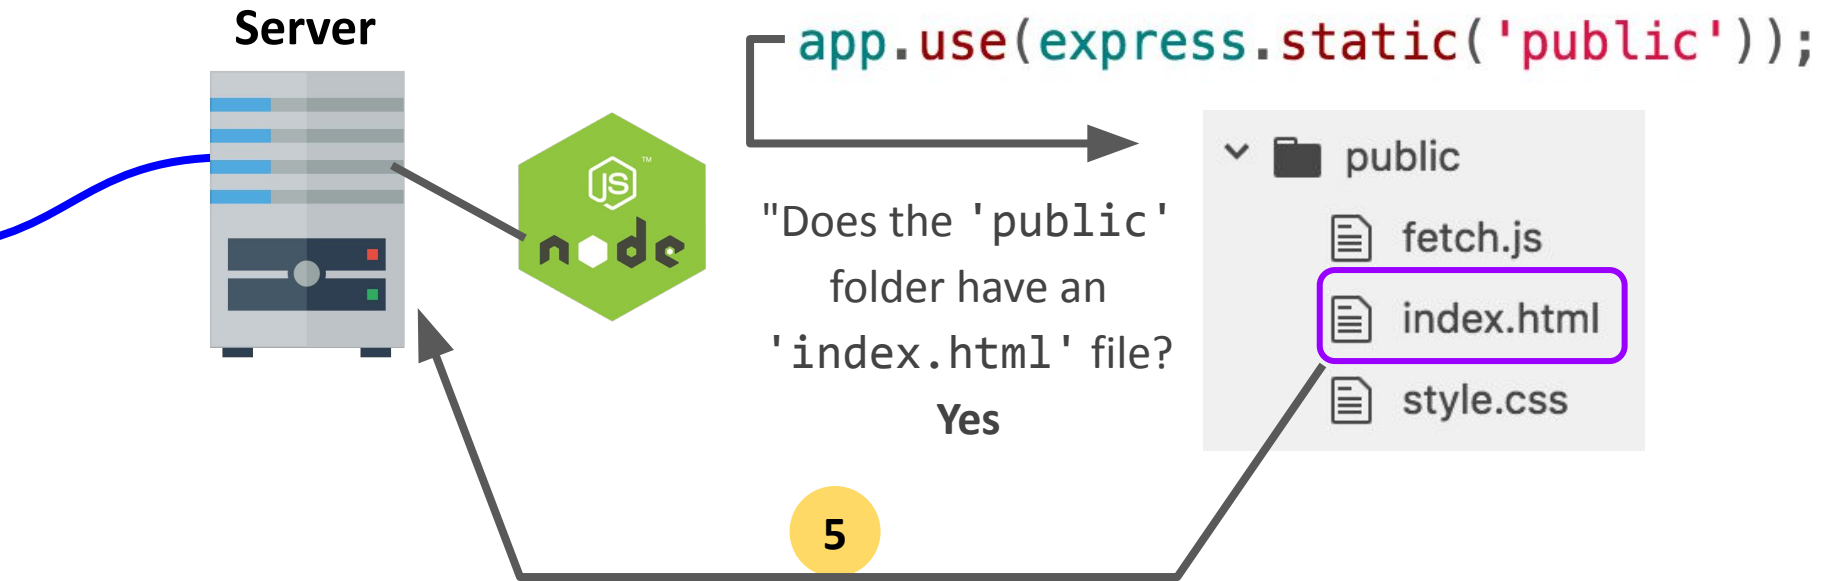 Server
app.use(express.static('public'));
JS
TM
node
"Does the 'public'
folder have an
'index.html' file?
Yes
public
fetch.js
index.html
style.css
5